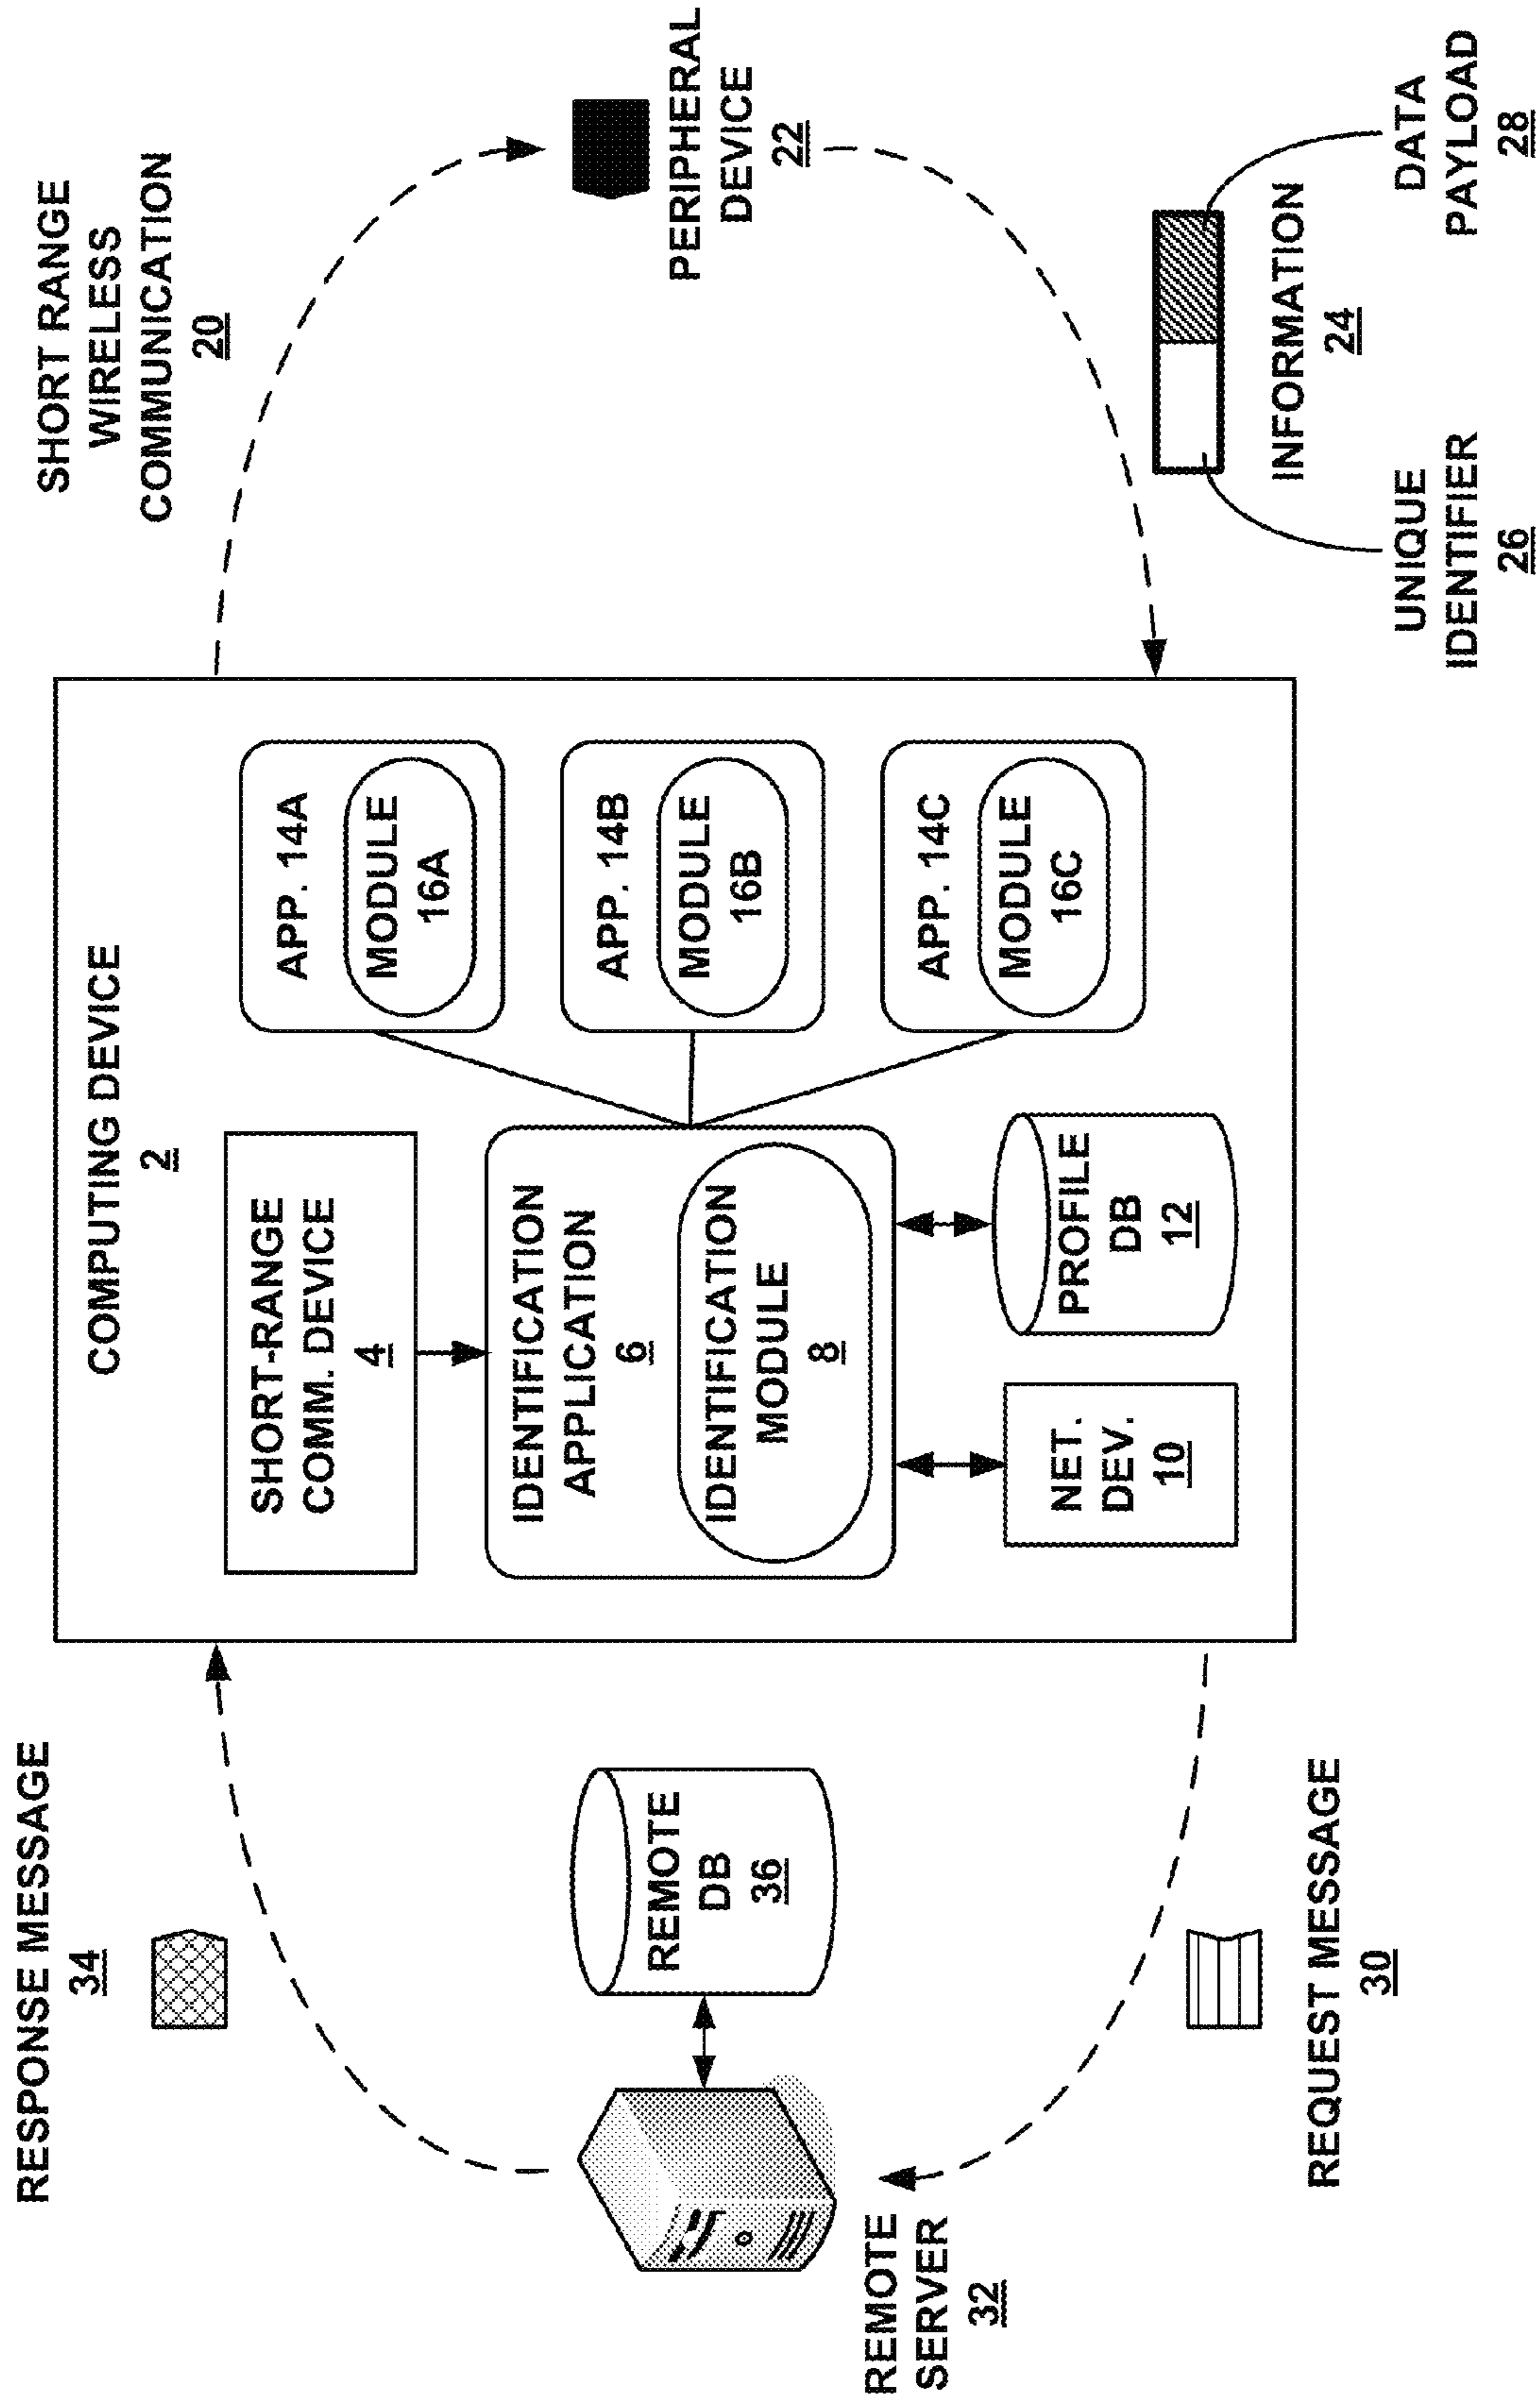 COMPUTING DEVICE
2
SHORT-RANGE
COMM. DEVICE
4
IDENTIFICATION
APPLICATION
6
IDENTIFICATION
MODULE
8
NET.
DEV.
10
PROFILE
DB
12
APP. 14A
MODULE
16A
APP. 14B
MODULE
16B
APP. 14C
MODULE
16C
RESPONSE MESSAGE
34
REMOTE
DB
36
REMOTE
SERVER
32
REQUEST MESSAGE
30
SHORT RANGE
WIRELESS
COMMUNICATION
20
PERIPHERAL
DEVICE
22
INFORMATION
24
UNIQUE
IDENTIFIER
26
DATA
PAYLOAD
28